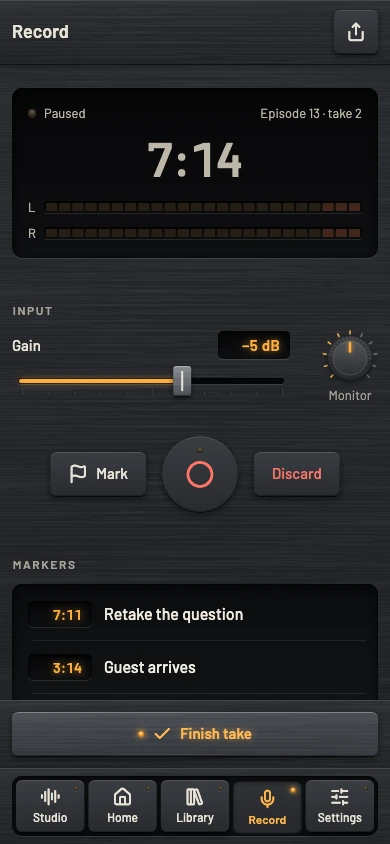 Record
Paused
Episode 13 · take 2
7:14
L
R
INPUT
Gain
−5 dB
Monitor
Mark
Discard
MARKERS
7:11 Retake the question
3:14 Guest arrives
Finish take
Studio
Home
Library
Record
Settings